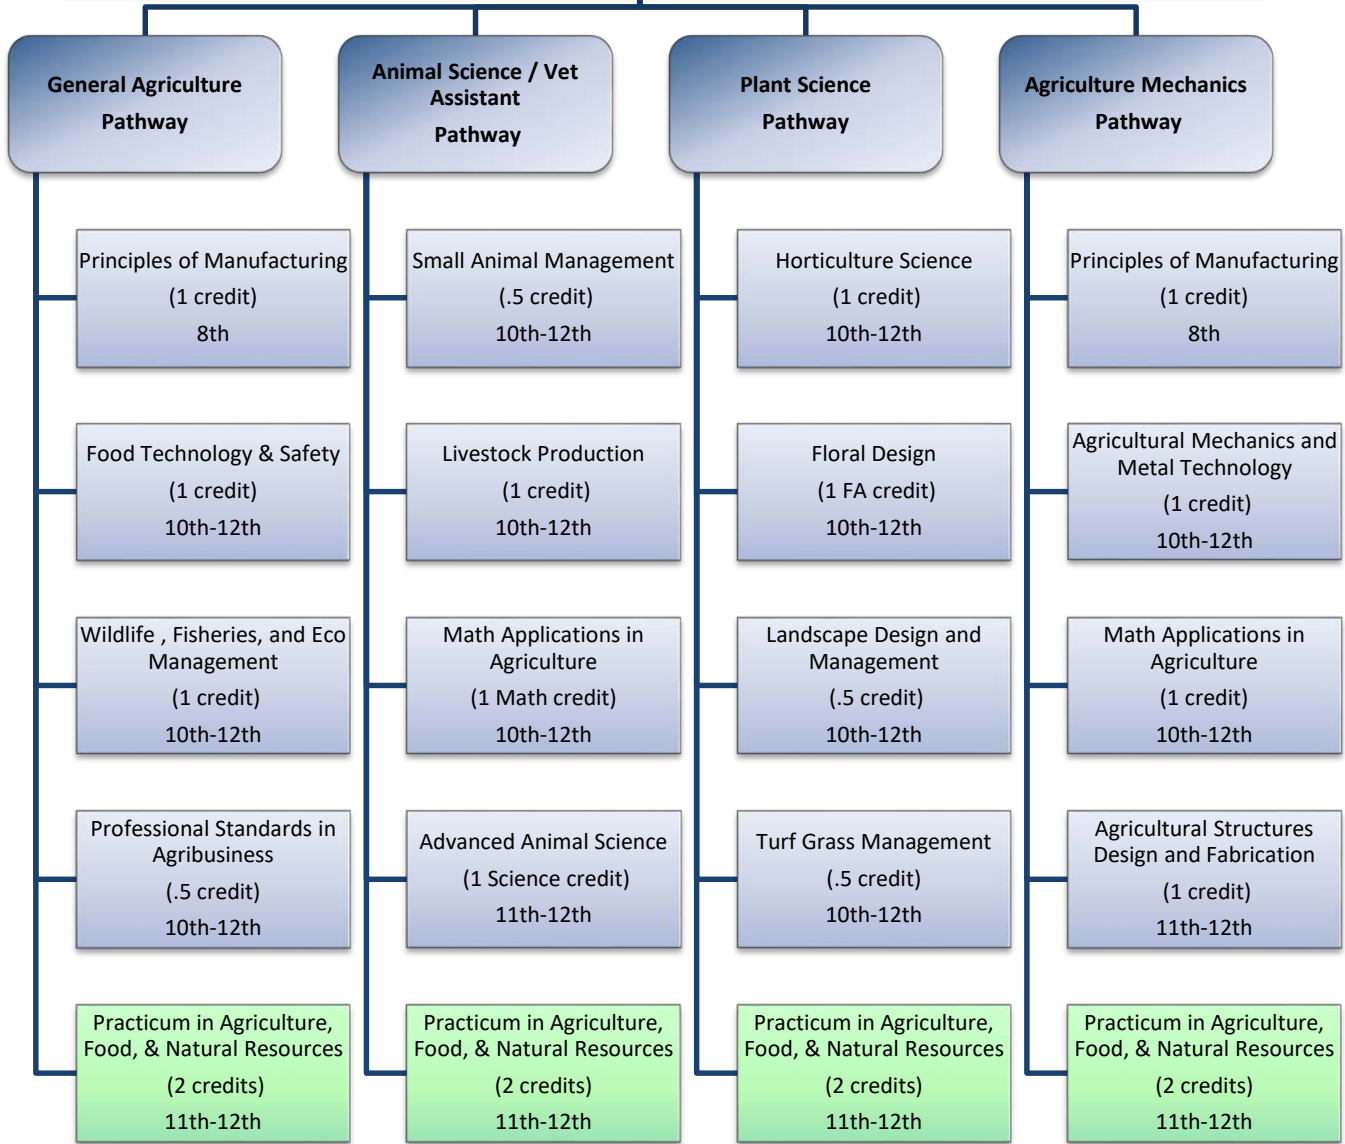 General Agriculture
Pathway
Principles of Manufacturing
(1 credit)
8th
Food Technology & Safety
(1 credit)
10th-12th
Wildlife , Fisheries, and Eco
Management
(1 credit)
10th-12th
Professional Standards in
Agribusiness
(.5 credit)
10th-12th
Practicum in Agriculture,
Food, & Natural Resources
(2 credits)
11th-12th
Animal Science / Vet
Assistant
Pathway
Small Animal Management
(.5 credit)
10th-12th
Livestock Production
(1 credit)
10th-12th
Math Applications in
Agriculture
(1 Math credit)
10th-12th
Advanced Animal Science
(1 Science credit)
11th-12th
Practicum in Agriculture,
Food, & Natural Resources
(2 credits)
11th-12th
Plant Science
Pathway
Horticulture Science
(1 credit)
10th-12th
Floral Design
(1 FA credit)
10th-12th
Landscape Design and
Management
(.5 credit)
10th-12th
Turf Grass Management
(.5 credit)
10th-12th
Practicum in Agriculture,
Food, & Natural Resources
(2 credits)
11th-12th
Agriculture Mechanics
Pathway
Principles of Manufacturing
(1 credit)
8th
Agricultural Mechanics and
Metal Technology
(1 credit)
10th-12th
Math Applications in
Agriculture
(1 credit)
10th-12th
Agricultural Structures
Design and Fabrication
(1 credit)
11th-12th
Practicum in Agriculture,
Food, & Natural Resources
(2 credits)
11th-12th